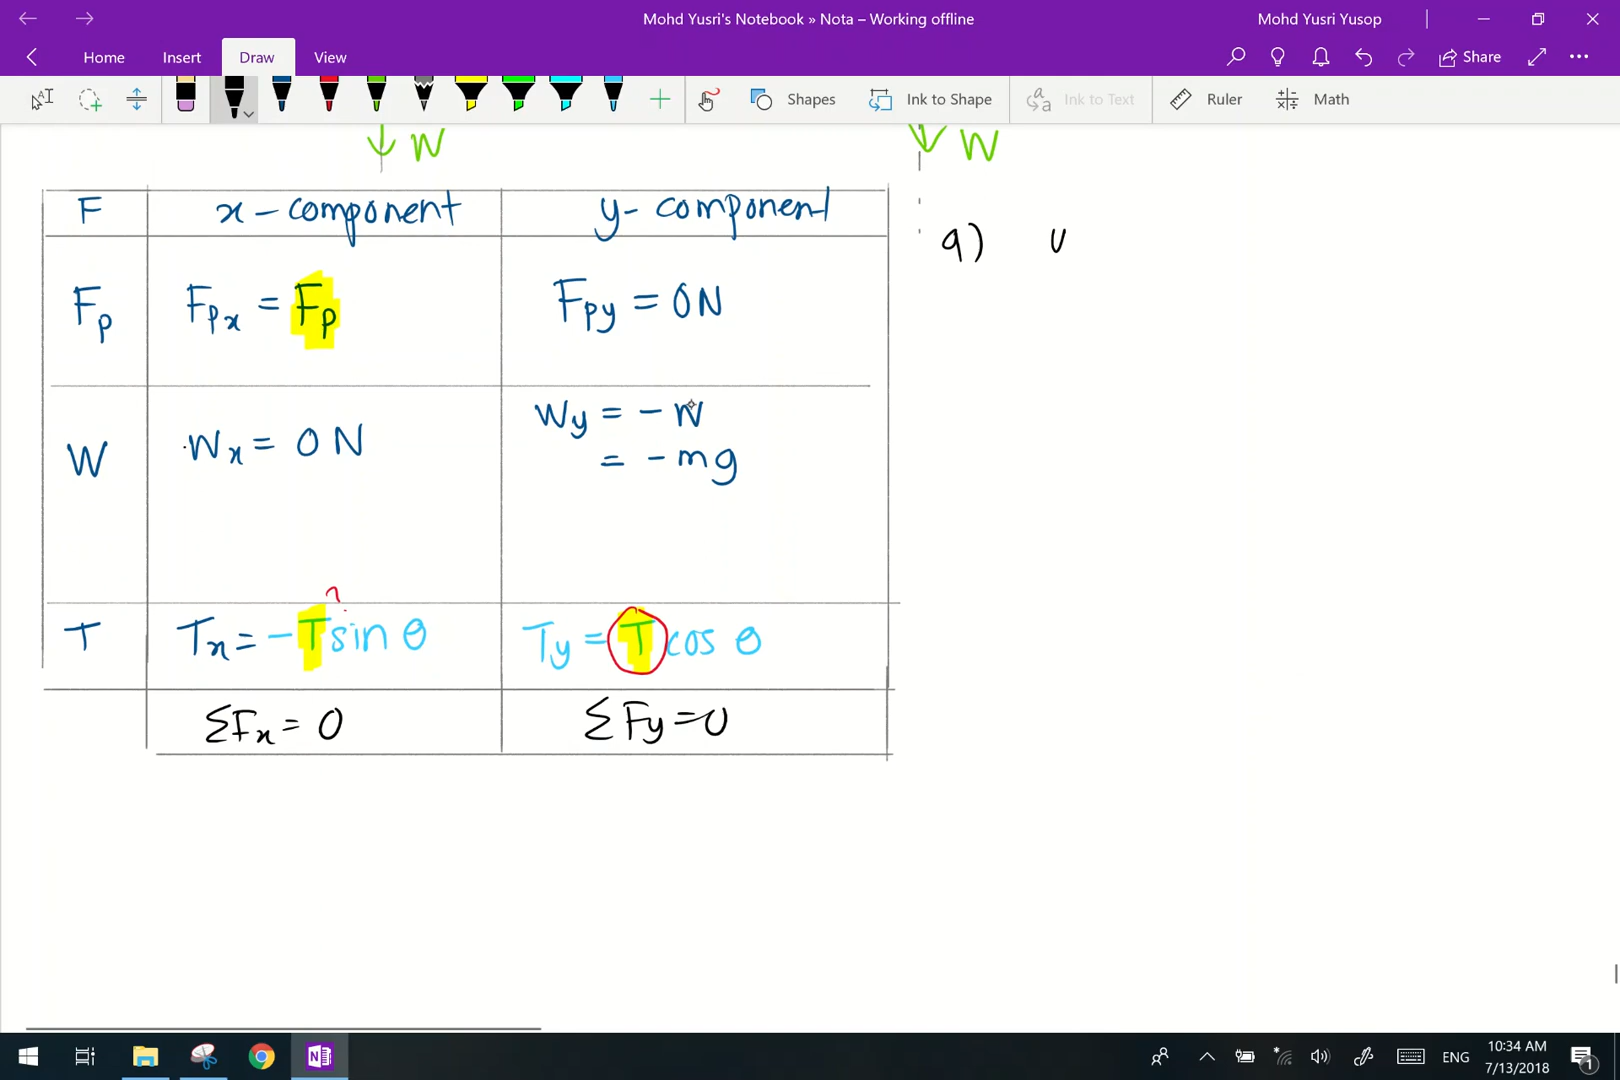 Mohd Yusri's Notebook » Nota – Working offline
Mohd Yusri Yusop
Home Insert Draw View
Share
Shapes Ink to Shape Ink to Text Ruler Math
W
W
F x - component y - component
Fp Fpx = Fp Fpy = 0N
W Wx = 0 N Wy = - W
= - mg
?
T Tx = - T sin θ Ty = T cos θ
ΣFx = 0 ΣFy = 0
a)
ENG
10:34 AM
7/13/2018
1